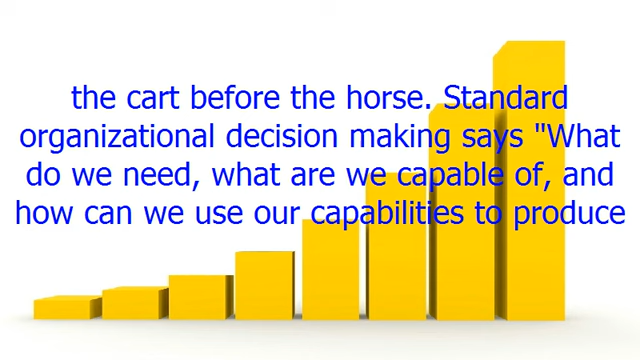 the cart before the horse. Standard
organizational decision making says "What
do we need, what are we capable of, and
how can we use our capabilities to produce